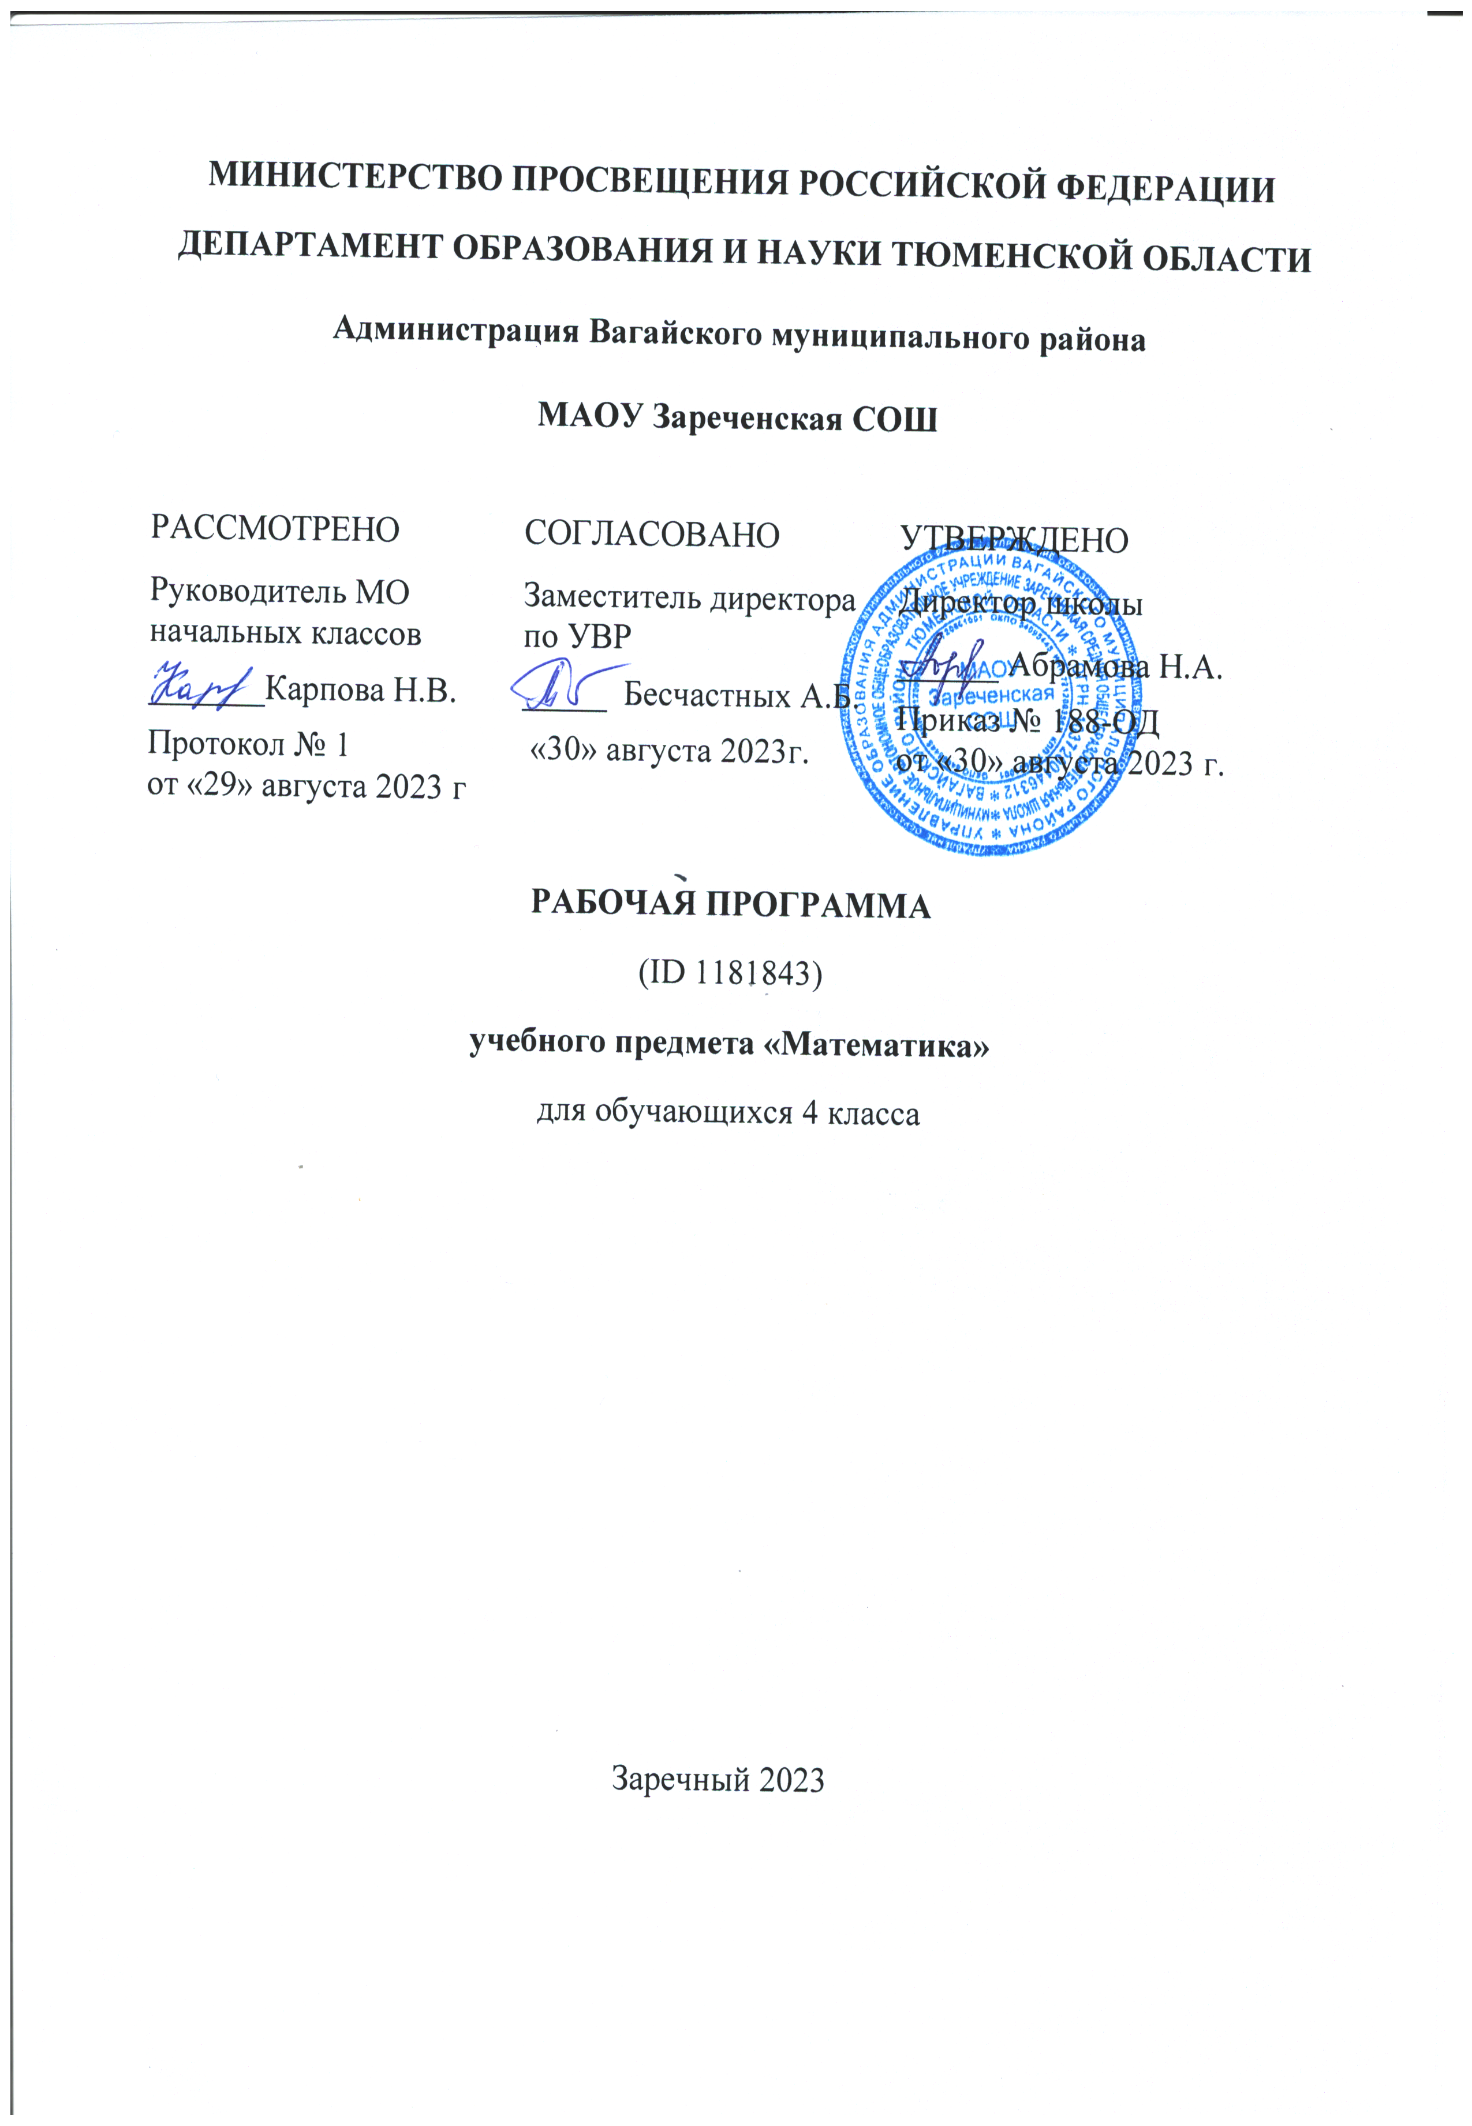 МИНИСТЕРСТВО ПРОСВЕЩЕНИЯ РОССИЙСКОЙ ФЕДЕРАЦИИ
ДЕПАРТАМЕНТ ОБРАЗОВАНИЯ И НАУКИ ТЮМЕНСКОЙ ОБЛАСТИ
Администрация Вагайского муниципального района
МАОУ Зареченская СОШ
РАССМОТРЕНО
Руководитель МО
начальных классов
Карпова Н.В.
Протокол № 1
от «29» августа 2023 г
СОГЛАСОВАНО
Заместитель директора
по УВР
Бесчастных А.Б.
«30» августа 2023г.
УТВЕРЖДЕНО
Директор школы
Абрамова Н.А.
Приказ № 188-ОД
от «30» августа 2023 г.
МАОУ
Зареченская
СОШ
РАБОЧАЯ ПРОГРАММА
(ID 1181843)
учебного предмета «Математика»
для обучающихся 4 класса
Заречный 2023